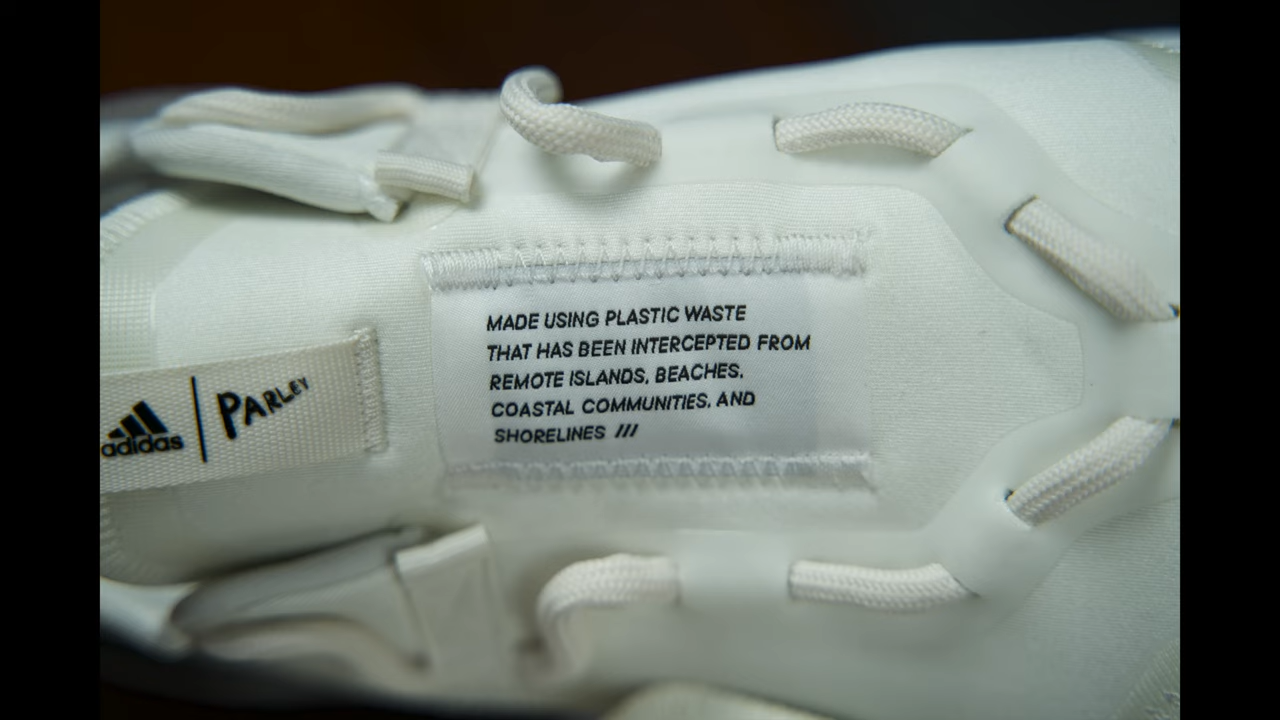 MADE USING PLASTIC WASTE
THAT HAS BEEN INTERCEPTED FROM
REMOTE ISLANDS, BEACHES,
COASTAL COMMUNITIES, AND
SHORELINES ///
adidas | PARLEY